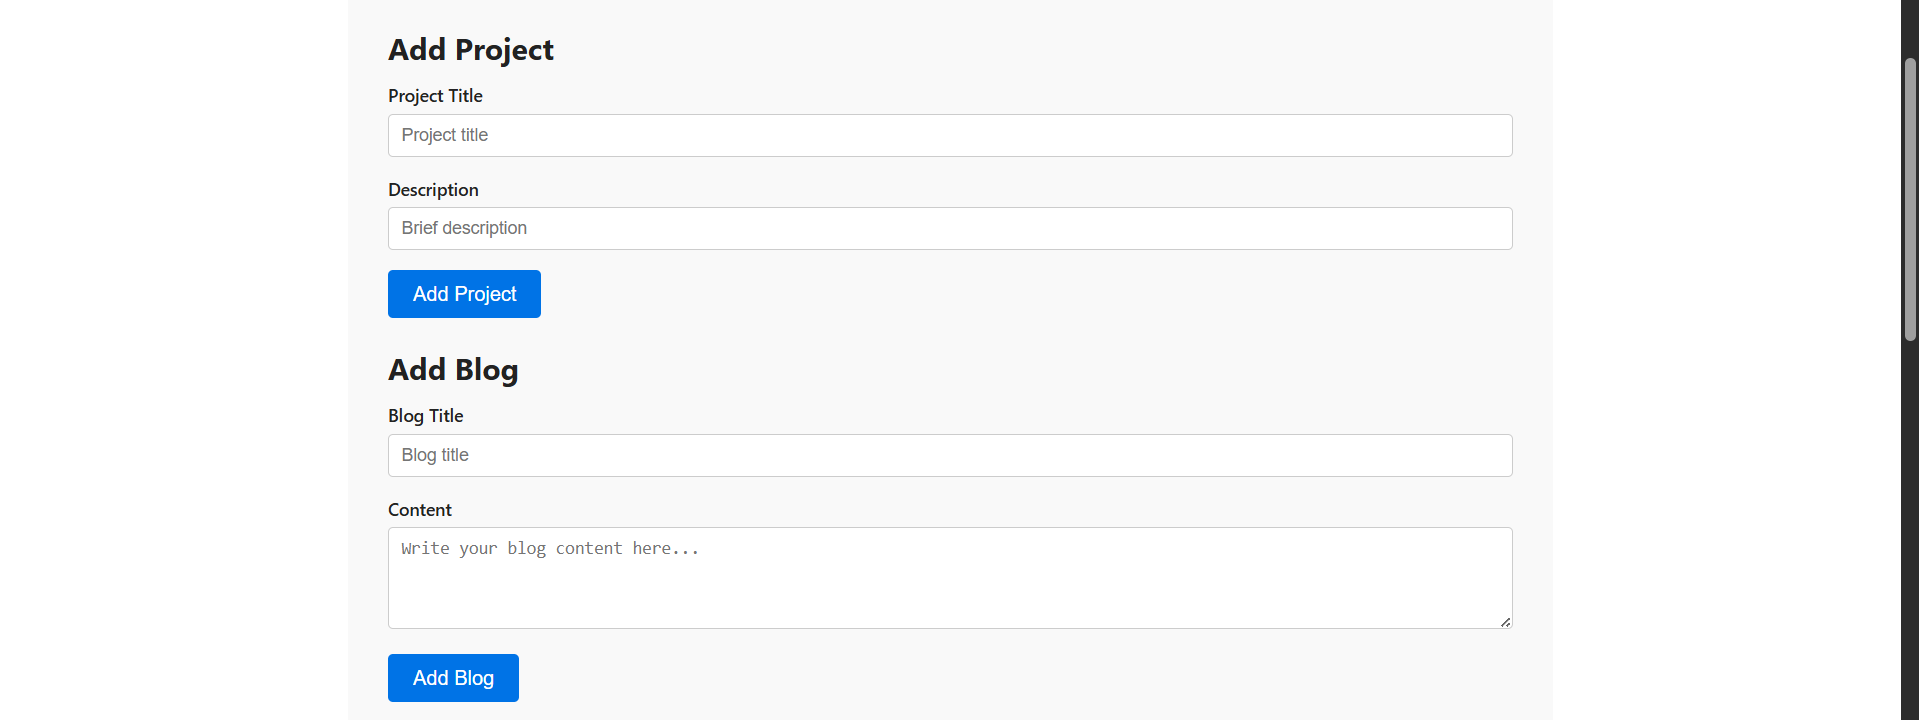 Add Project
Project Title
Project title
Description
Brief description
Add Project
Add Blog
Blog Title
Blog title
Content
Write your blog content here...
Add Blog